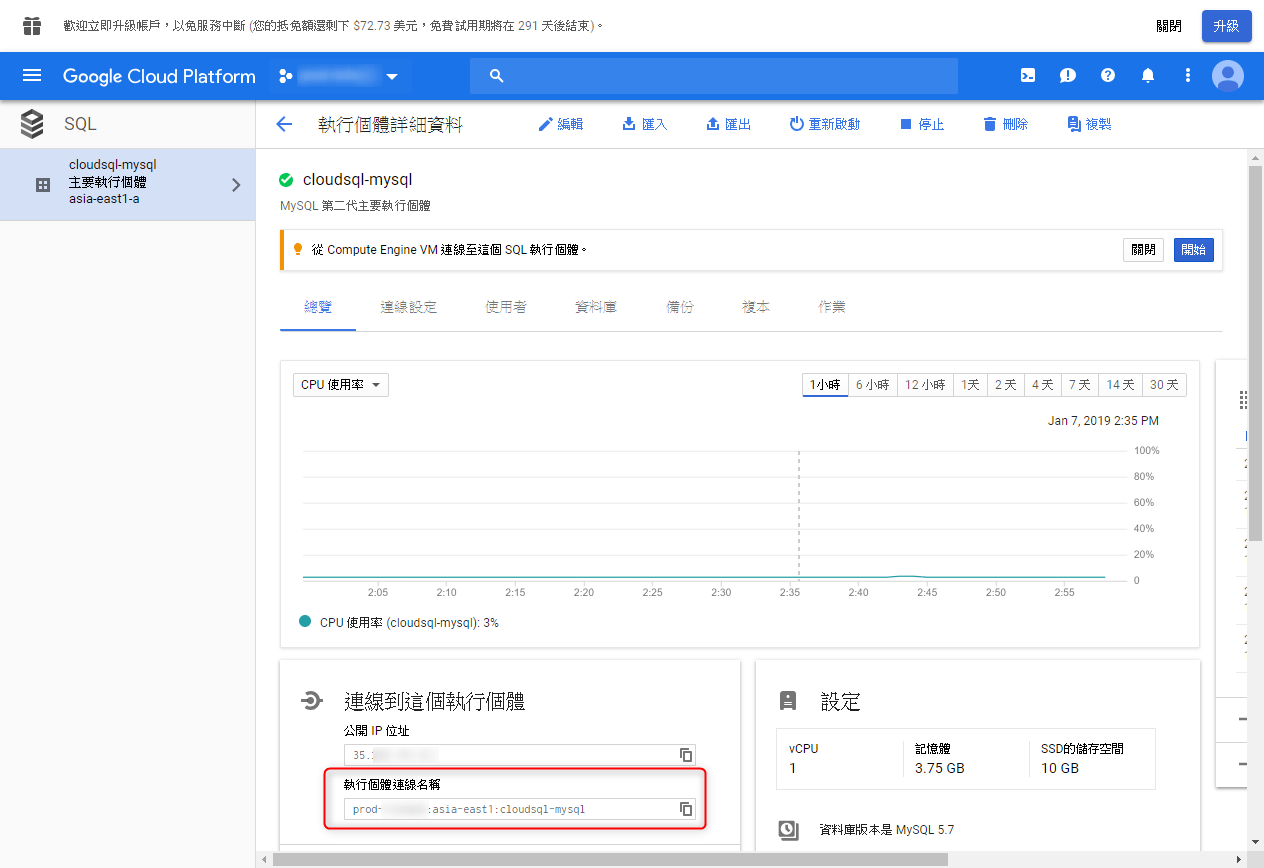 歡迎立即升級帳戶，以免服務中斷 (您的抵免額還剩下 $72.73 美元，免費試用期將在 291 天後結束)。
關閉
升級
Google Cloud Platform
SQL
執行個體詳細資料
編輯
匯入
匯出
重新啟動
停止
刪除
複製
cloudsql-mysql
主要執行個體
asia-east1-a
cloudsql-mysql
MySQL 第二代主要執行個體
從 Compute Engine VM 連線至這個 SQL 執行個體。
關閉
開始
總覽
連線設定
使用者
資料庫
備份
複本
作業
CPU 使用率
1小時
6 小時
12 小時
1天
2 天
4 天
7 天
14 天
30 天
Jan 7, 2019 2:35 PM
100%
80%
60%
40%
20%
0
2:05
2:10
2:15
2:20
2:25
2:30
2:35
2:40
2:45
2:50
2:55
CPU 使用率 (cloudsql-mysql): 3%
連線到這個執行個體
公開 IP 位址
35.
執行個體連線名稱
prod- :asia-east1:cloudsql-mysql
設定
vCPU
1
記憶體
3.75 GB
SSD的儲存空間
10 GB
資料庫版本是 MySQL 5.7